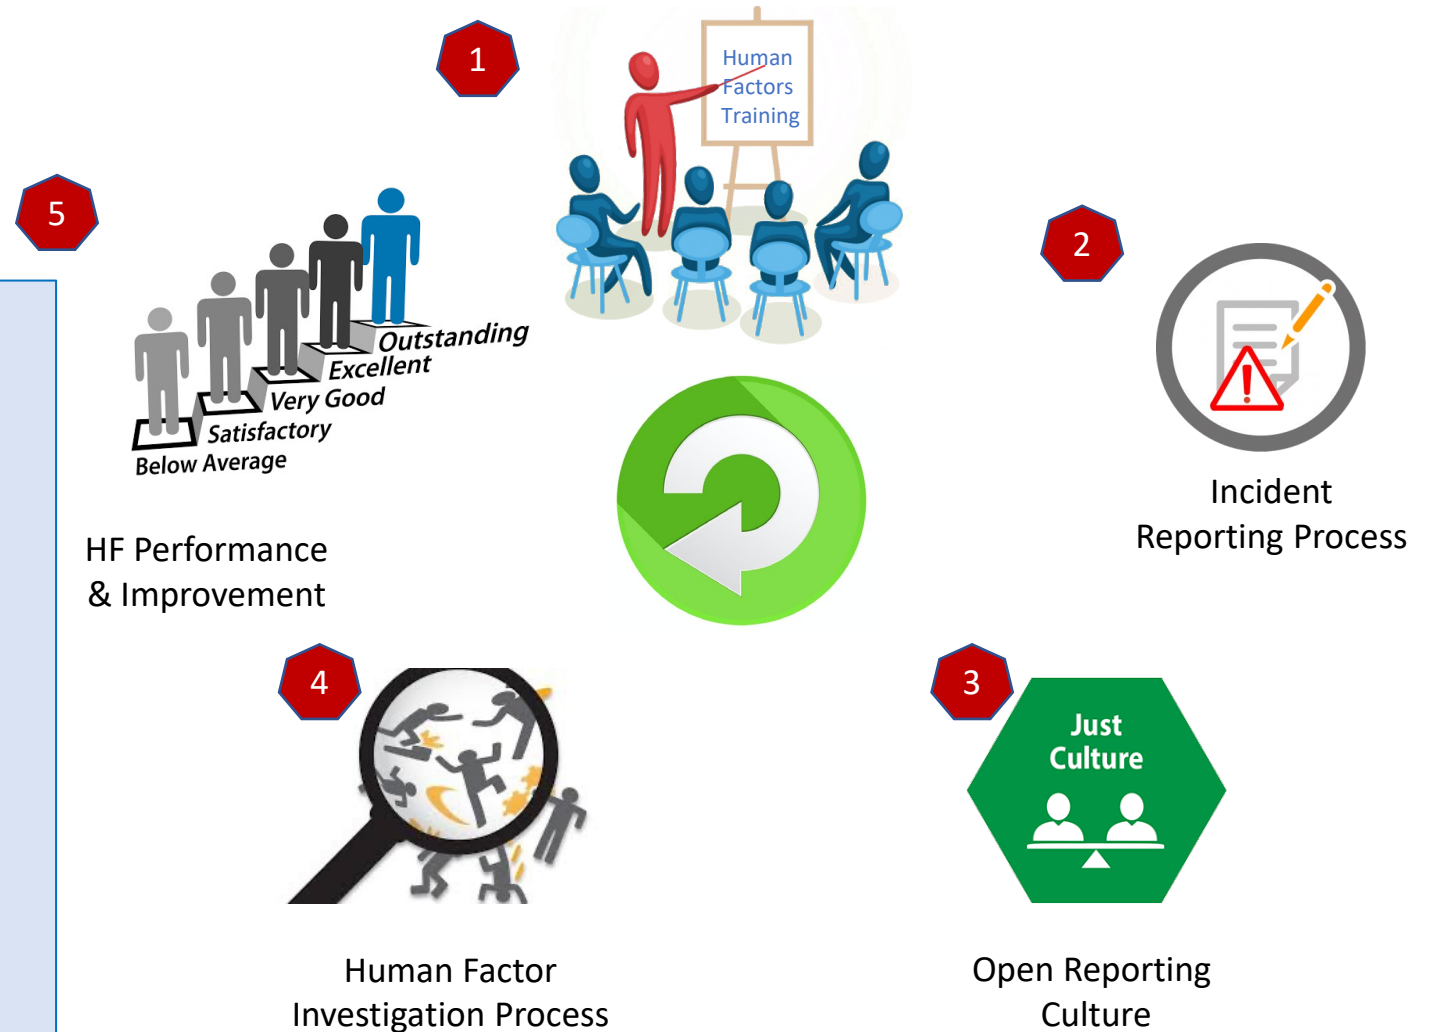 1
Human
Factors
Training
5
2
Outstanding
Excellent
Very Good
Satisfactory
Below Average
Incident
Reporting Process
HF Performance
& Improvement
4
3
Just
Culture
Human Factor
Investigation Process
Open Reporting
Culture